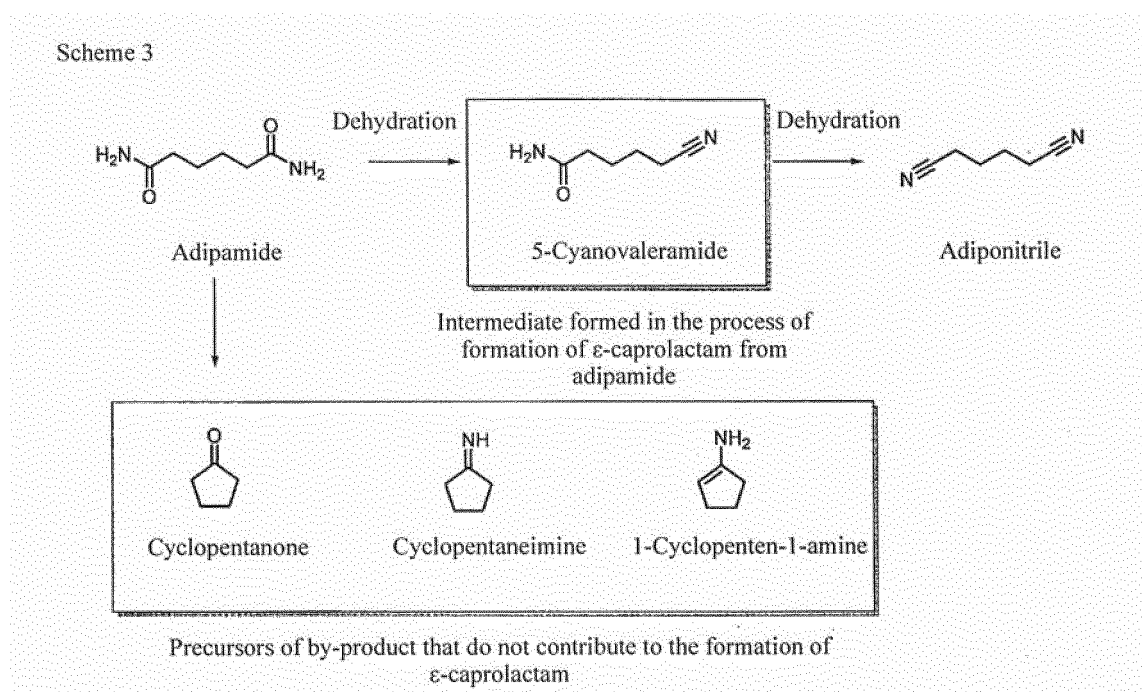 Scheme 3
Dehydration
Dehydration
H₂N
O
O
NH₂
H₂N
O
N
N
Adipamide
5-Cyanovaleramide
Adiponitrile
Intermediate formed in the process of
formation of ε-caprolactam from
adipamide
O
NH
NH₂
Cyclopentanone
Cyclopentaneimine
1-Cyclopenten-1-amine
Precursors of by-product that do not contribute to the formation of
ε-caprolactam